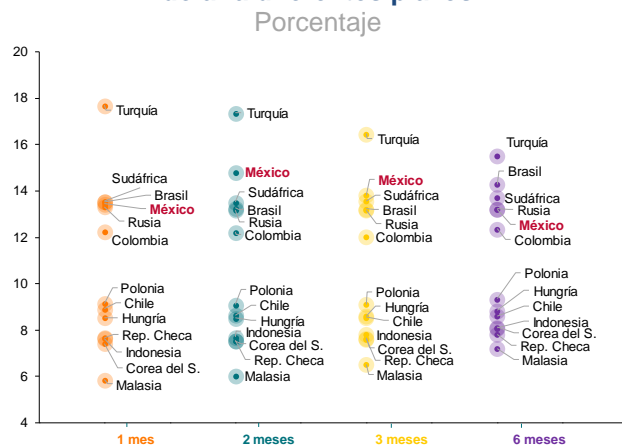 Porcentaje
20
18
16
14
12
10
8
6
4
Turquía
Sudáfrica
Brasil
México
Rusia
Colombia
Polonia
Chile
Hungría
Rep. Checa
Indonesia
Corea del S.
Malasia
Turquía
México
Sudáfrica
Brasil
Rusia
Colombia
Polonia
Chile
Hungría
Indonesia
Corea del S.
Rep. Checa
Malasia
Turquía
México
Sudáfrica
Brasil
Rusia
Colombia
Polonia
Hungría
Chile
Indonesia
Corea del S.
Rep. Checa
Malasia
Turquía
Brasil
Sudáfrica
Rusia
México
Colombia
Polonia
Hungría
Chile
Indonesia
Corea del S.
Rep. Checa
Malasia
1 mes
2 meses
3 meses
6 meses